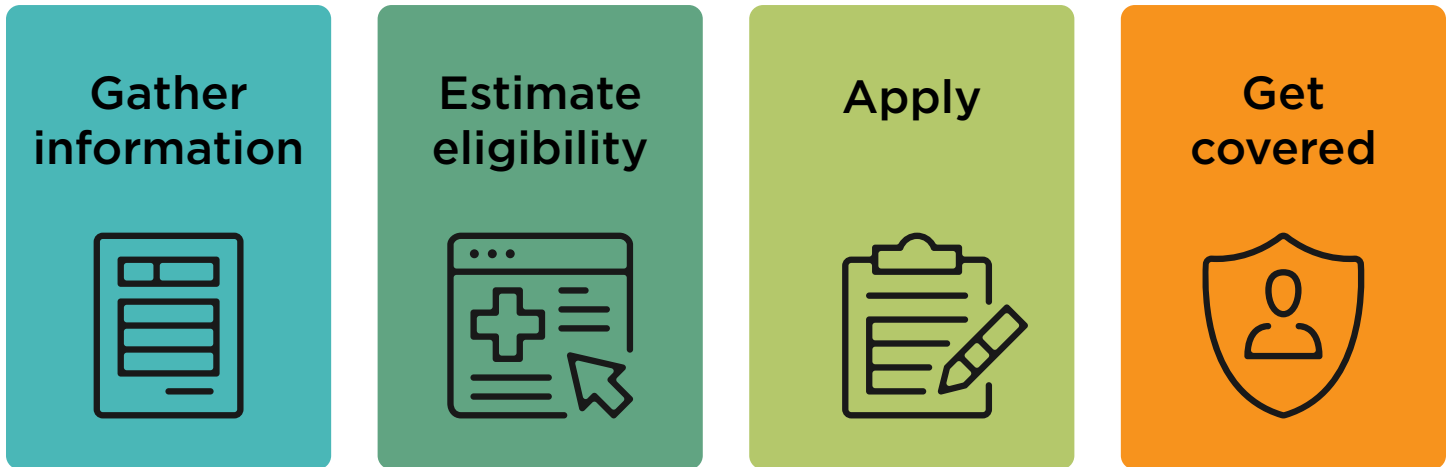 Gather
information
Estimate
eligibility
Apply
Get
covered